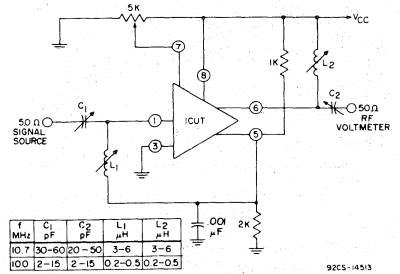 5K
VCC
7
8
1K
L2
C2
6
50Ω
RF
VOLTMETER
C1
50Ω
SIGNAL
SOURCE
1
ICUT
5
3
L1
.001
μF
2K
f MHz C1 pF C2 pF L1 μH L2 μH
10.7 30-60 20-50 3-6 3-6
100 2-15 2-15 0.2-0.5 0.2-0.5
92CS-14513